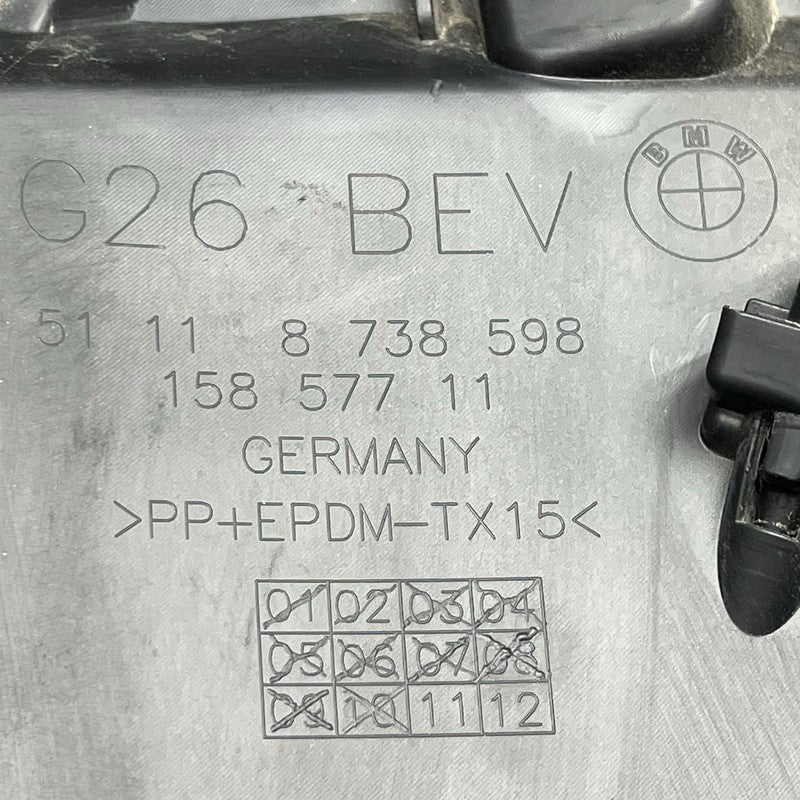 G26 BEV BMW
51 11 8 738 598
158 577 11
GERMANY
>PP+EPDM-TX15<
01 02 03 04
05 06 07 08
09 10 11 12